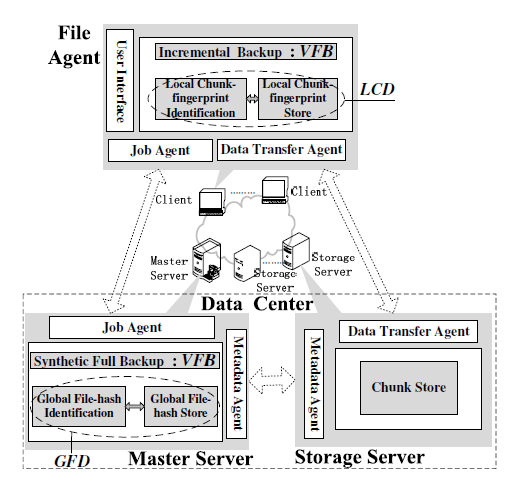 File
Agent
User Interface
Incremental Backup : VFB
Local Chunk-
fingerprint
Identification
Local Chunk-
fingerprint
Store
LCD
Job Agent
Data Transfer Agent
Client
Client
Master
Server
Storage
Server
Storage
Server
Data Center
Job Agent
Synthetic Full Backup : VFB
Global File-hash
Identification
Global File-
hash Store
Metadata Agent
GFD
Master Server
Metadata Agent
Data Transfer Agent
Chunk Store
Storage Server